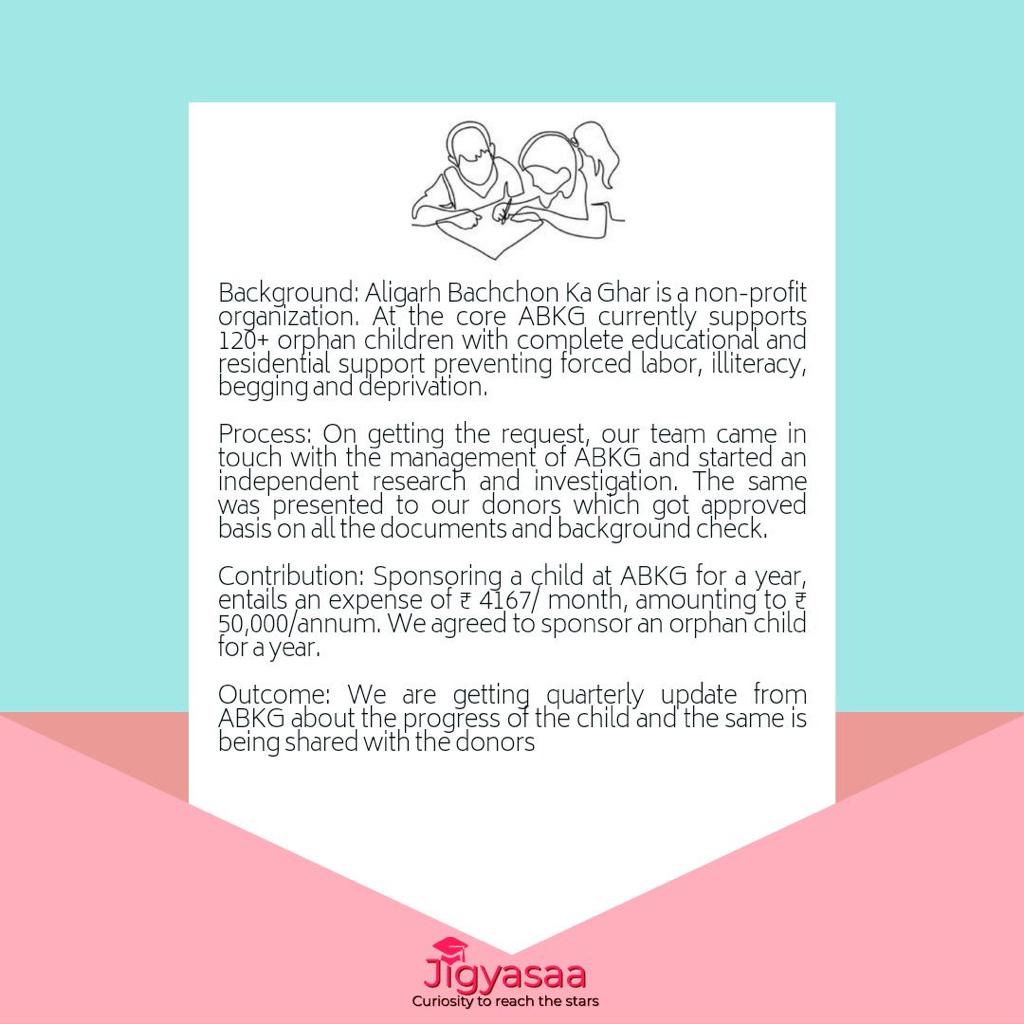 Background: Aligarh Bachchon Ka Ghar is a non-profit
organization. At the core ABKG currently supports
120+ orphan children with complete educational and
residential support preventing forced labor, illiteracy,
begging and deprivation.
Process: On getting the request, our team came in
touch with the management of ABKG and started an
independent research and investigation. The same
was presented to our donors which got approved
basis on all the documents and background check.
Contribution: Sponsoring a child at ABKG for a year,
entails an expense of ₹ 4167/ month, amounting to ₹
50,000/annum. We agreed to sponsor an orphan child
for a year.
Outcome: We are getting quarterly update from
ABKG about the progress of the child and the same is
being shared with the donors
Jigyasaa
Curiosity to reach the stars